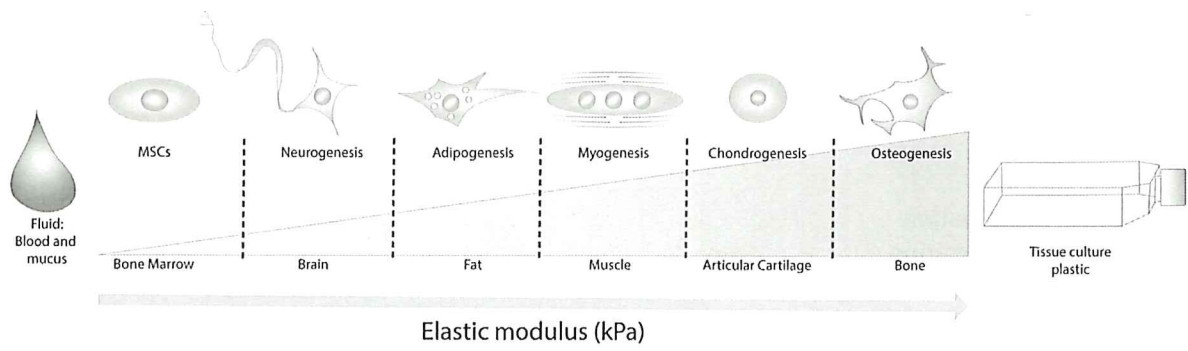 MSCs
Neurogenesis
Adipogenesis
Myogenesis
Chondrogenesis
Osteogenesis
Fluid:
Blood and
mucus
Bone Marrow
Brain
Fat
Muscle
Articular Cartilage
Bone
Tissue culture
plastic
Elastic modulus (kPa)